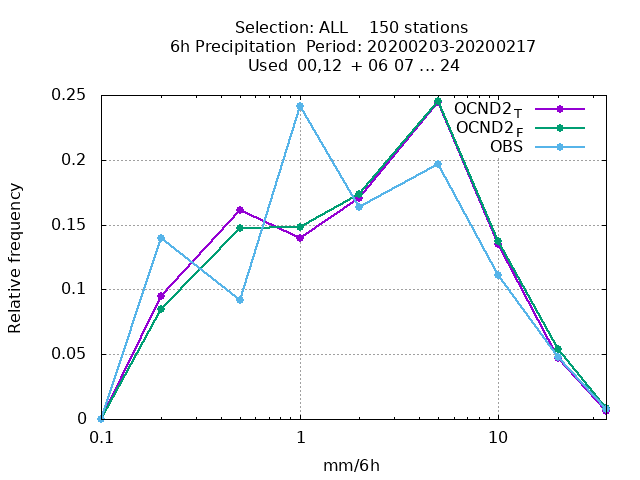 Selection: ALL    150 stations
6h Precipitation  Period: 20200203-20200217
Used  00,12  + 06 07 ... 24
0.25
0.2
0.15
0.1
0.05
0
Relative frequency
OCND2T
OCND2F
OBS
0.1 1 10
mm/6h